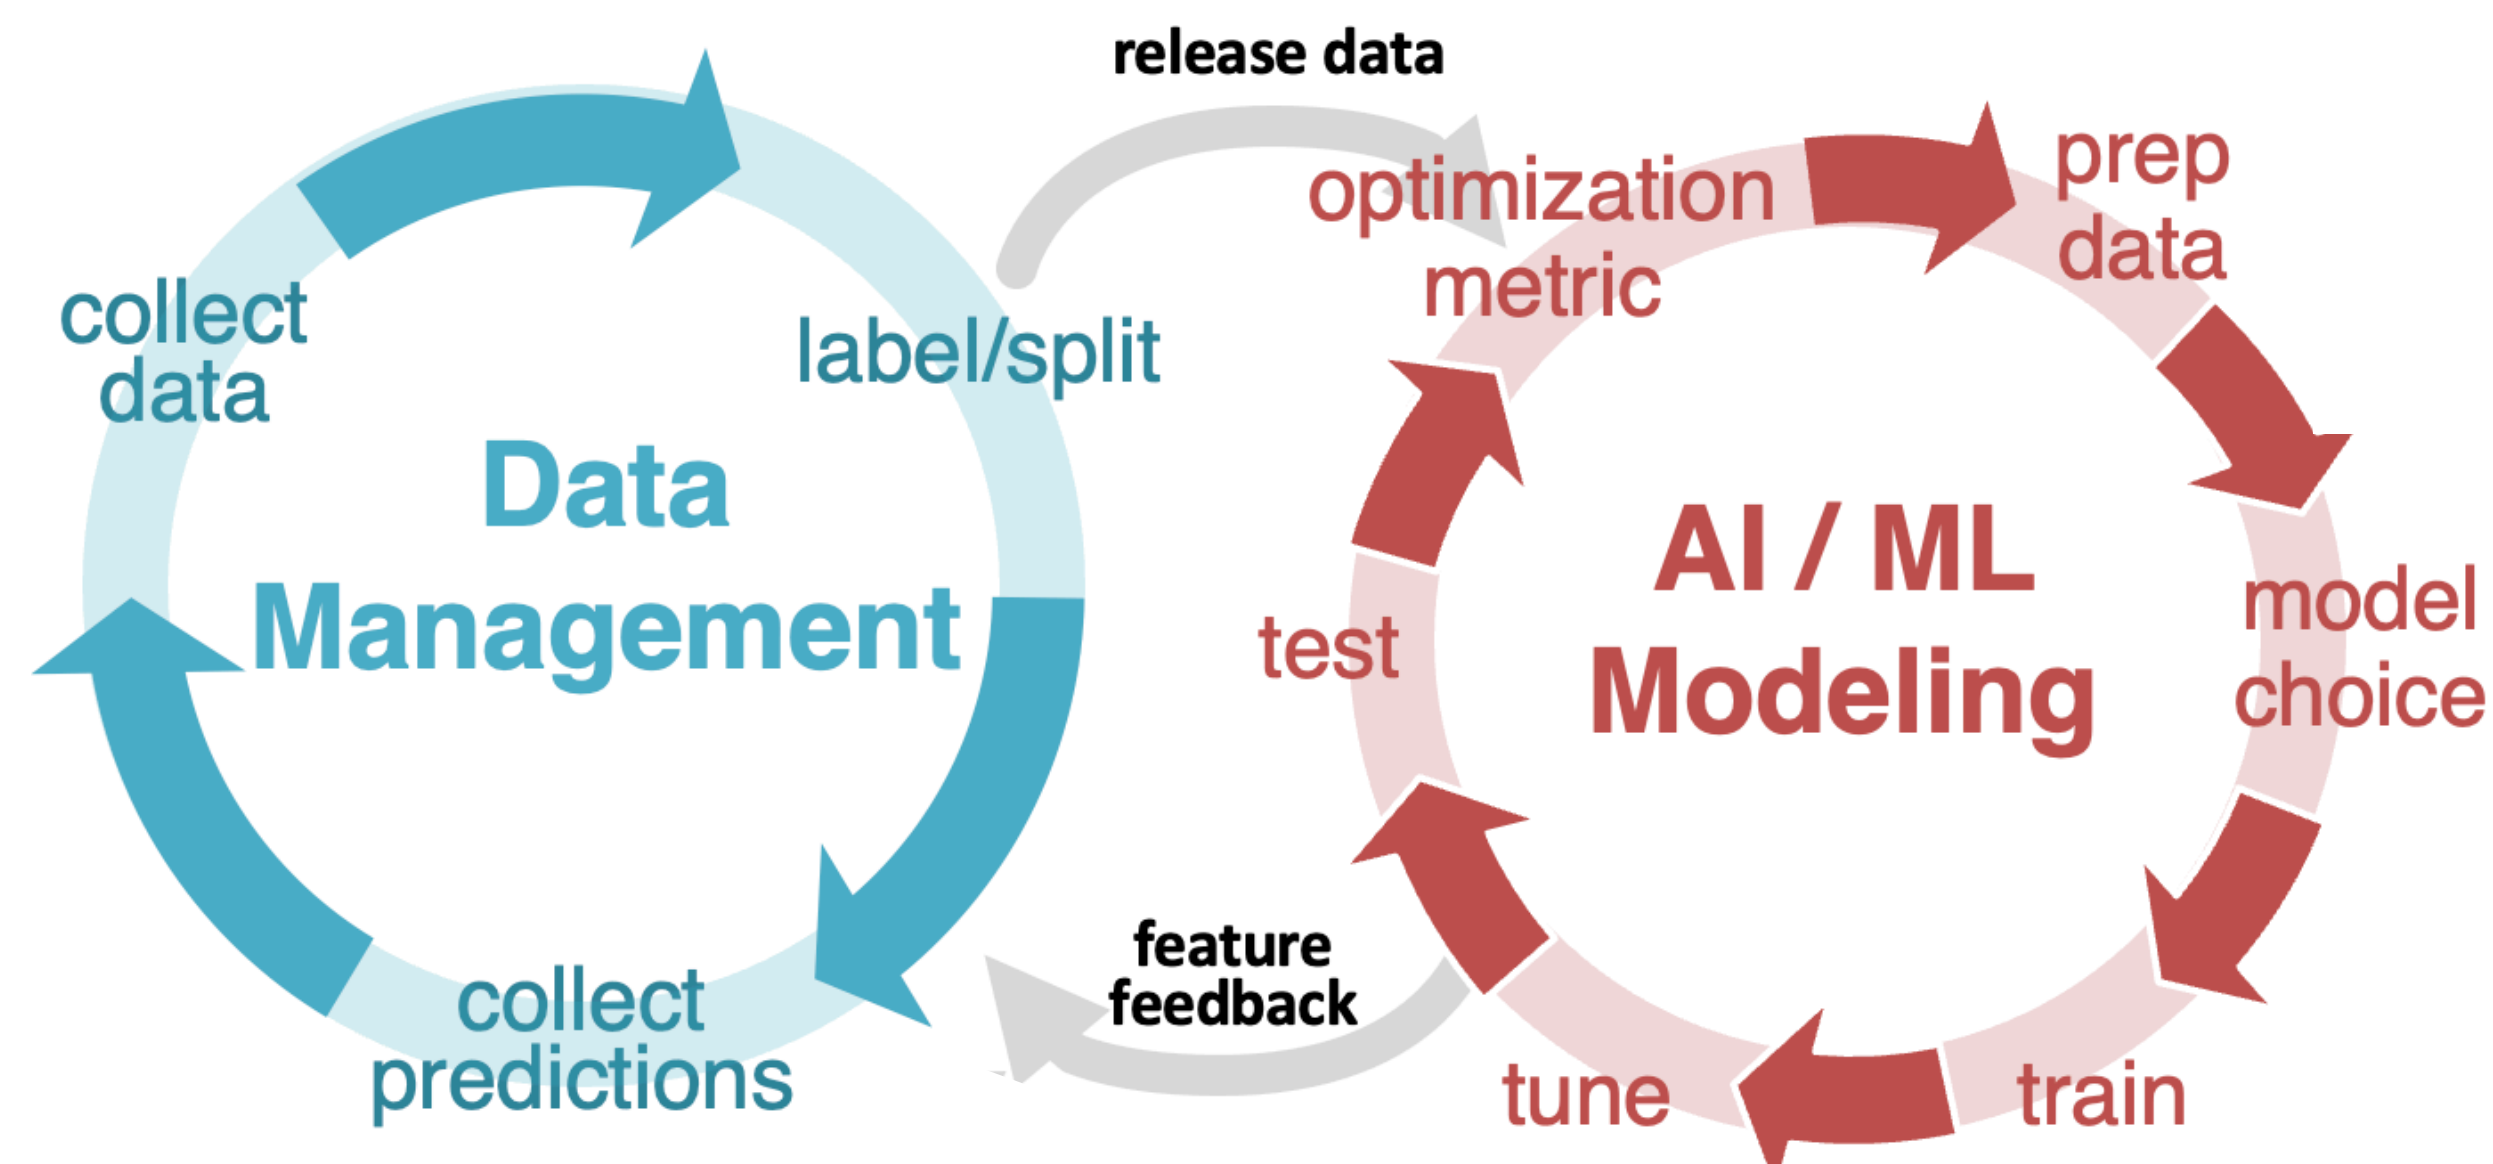 release data
collect
data
label/split
Data
Management
collect
predictions
feature
feedback
optimization
metric
prep
data
model
choice
train
tune
test
AI / ML
Modeling